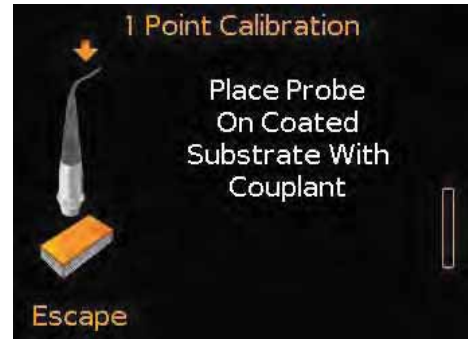 1 Point Calibration
Place Probe
On Coated
Substrate With
Couplant
Escape